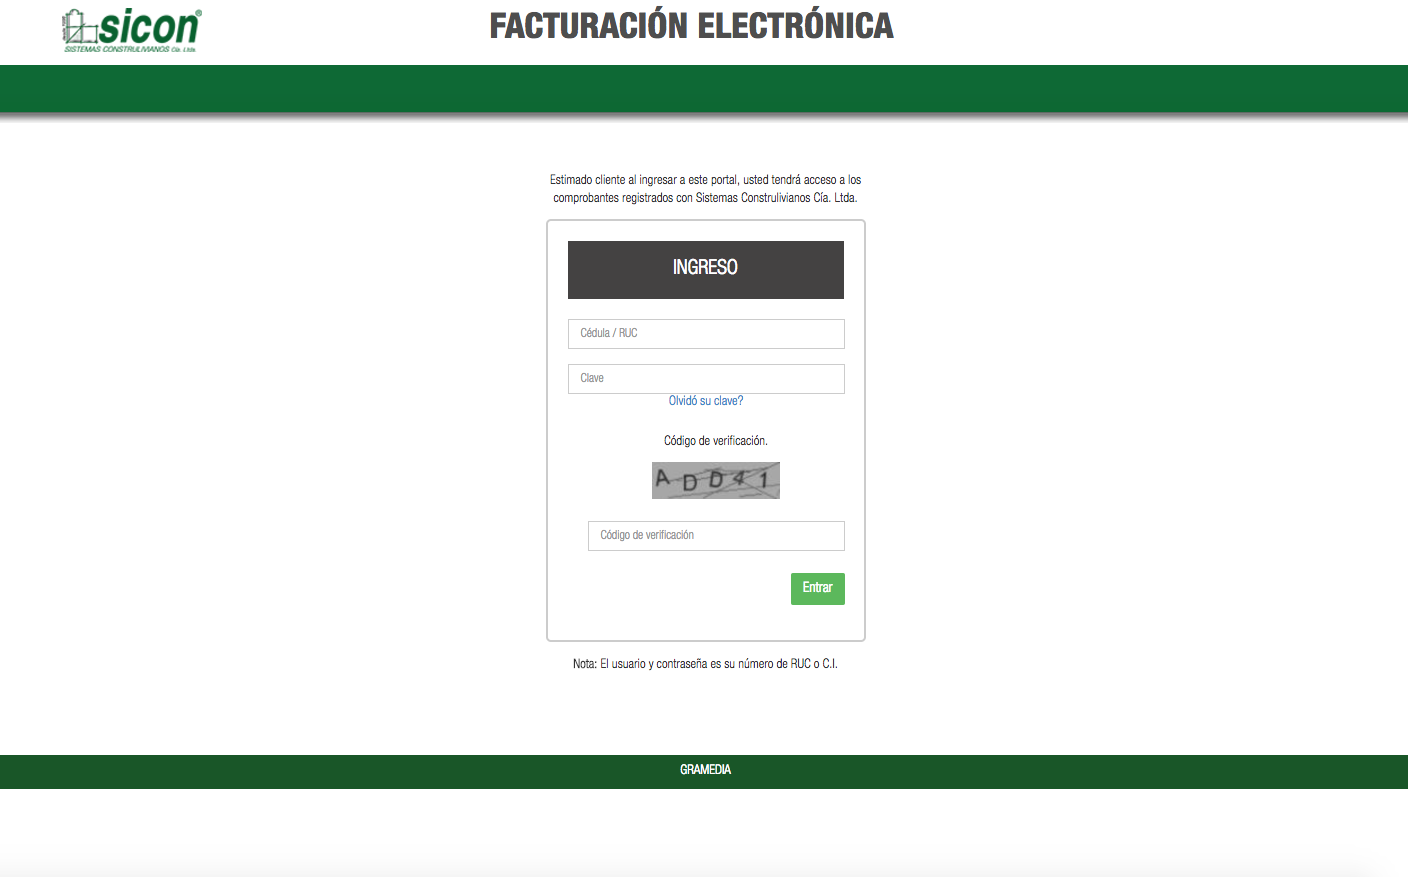 sicon®
SISTEMAS CONSTRULIVIANOS Cía. Ltda.
FACTURACIÓN ELECTRÓNICA
Estimado cliente al ingresar a este portal, usted tendrá acceso a los
comprobantes registrados con Sistemas Construlivianos Cía. Ltda.
INGRESO
Cédula / RUC
Clave
Olvidó su clave?
Código de verificación.
ADD41
Código de verificación
Entrar
Nota: El usuario y contraseña es su número de RUC o C.I.
GRAMEDIA